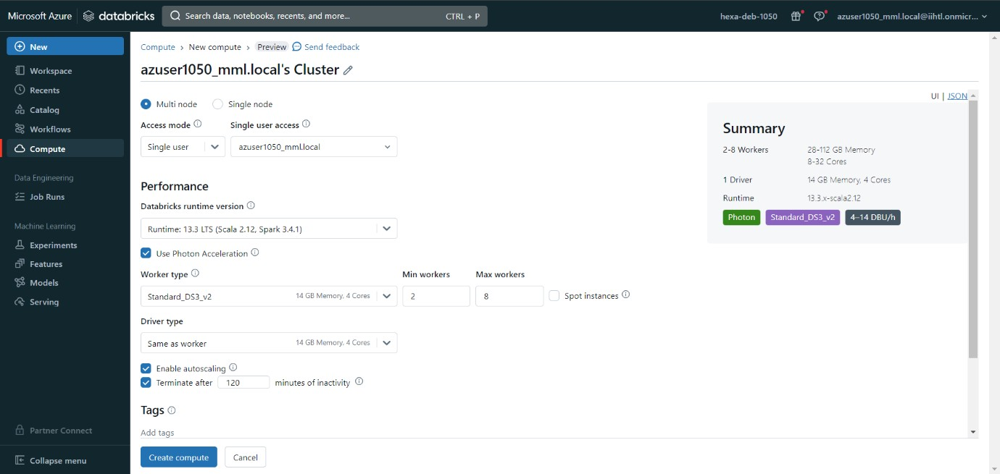 Microsoft Azure databricks Search data, notebooks, recents, and more... CTRL + P hexa-deb-1050 azuser1050_mml.local@iihtl.onmicr...
New
Workspace
Recents
Catalog
Workflows
Compute
Data Engineering
Job Runs
Machine Learning
Experiments
Features
Models
Serving
Partner Connect
Collapse menu
Compute › New compute › Preview Send feedback
azuser1050_mml.local's Cluster
UI | JSON
Multi node Single node
Access mode Single user access
Single user azuser1050_mml.local
Performance
Databricks runtime version
Runtime: 13.3 LTS (Scala 2.12, Spark 3.4.1)
Use Photon Acceleration
Worker type Min workers Max workers
Standard_DS3_v2 14 GB Memory, 4 Cores 2 8 Spot instances
Driver type
Same as worker 14 GB Memory, 4 Cores
Enable autoscaling
Terminate after 120 minutes of inactivity
Tags
Add tags
Create compute Cancel
Summary
2-8 Workers 28-112 GB Memory
8-32 Cores
1 Driver 14 GB Memory, 4 Cores
Runtime 13.3.x-scala2.12
Photon Standard_DS3_v2 4–14 DBU/h